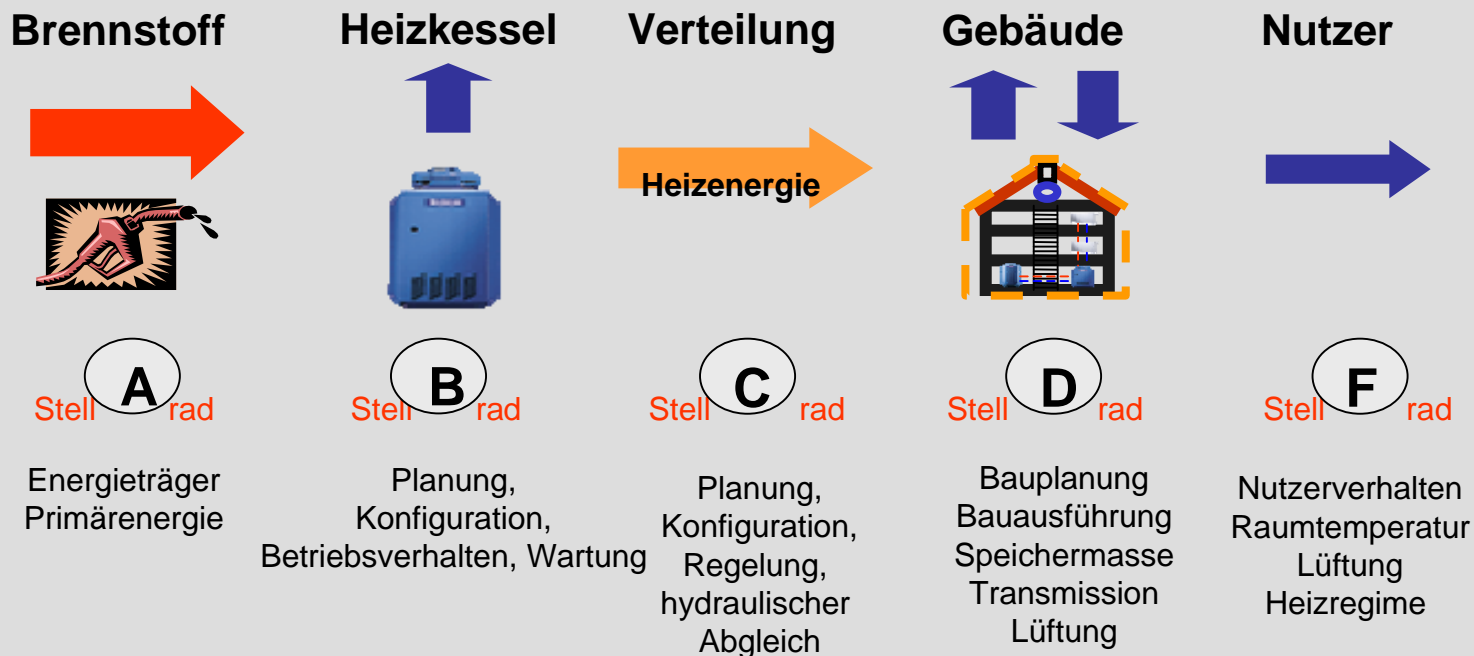 Brennstoff
Heizkessel
Verteilung
Gebäude
Nutzer
Heizenergie
Stell A rad
Stell B rad
Stell C rad
Stell D rad
Stell F rad
Energieträger
Primärenergie
Planung,
Konfiguration,
Betriebsverhalten, Wartung
Planung,
Konfiguration,
Regelung,
hydraulischer
Abgleich
Bauplanung
Bauausführung
Speichermasse
Transmission
Lüftung
Nutzerverhalten
Raumtemperatur
Lüftung
Heizregime